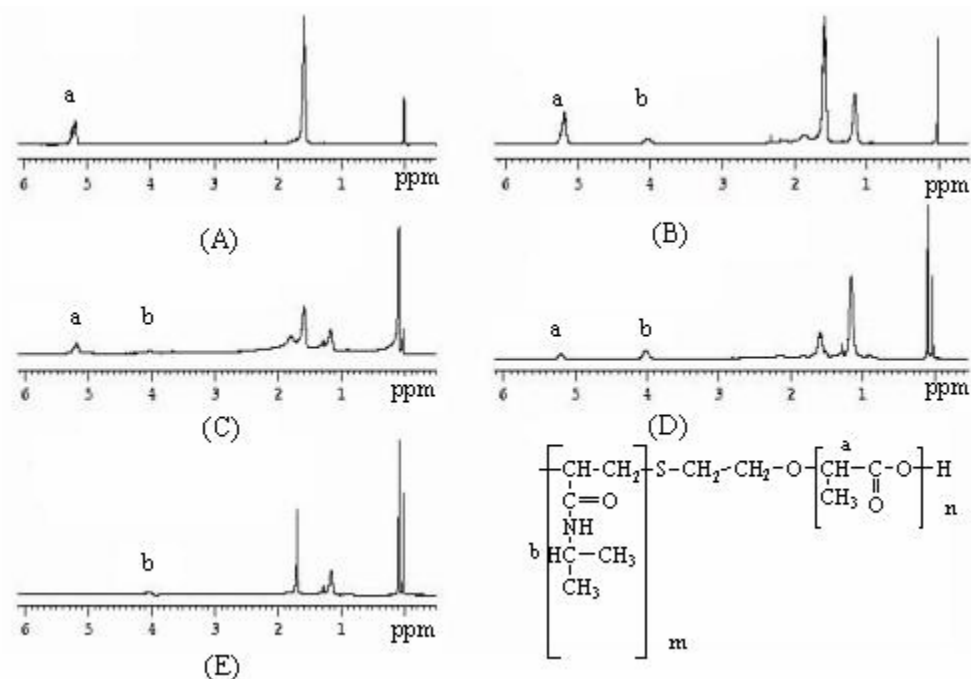 a
6 5 4 3 2 1 ppm
(A)
a b
6 5 4 3 2 1 ppm
(B)
a b
6 5 4 3 2 1 ppm
(C)
a b
6 5 4 3 2 1 ppm
(D)
b
6 5 4 3 2 1 ppm
(E)
a
CH-CH2 S-CH2-CH2-O CH-C-O H
C=O CH3 O n
NH
b HC-CH3
CH3
m